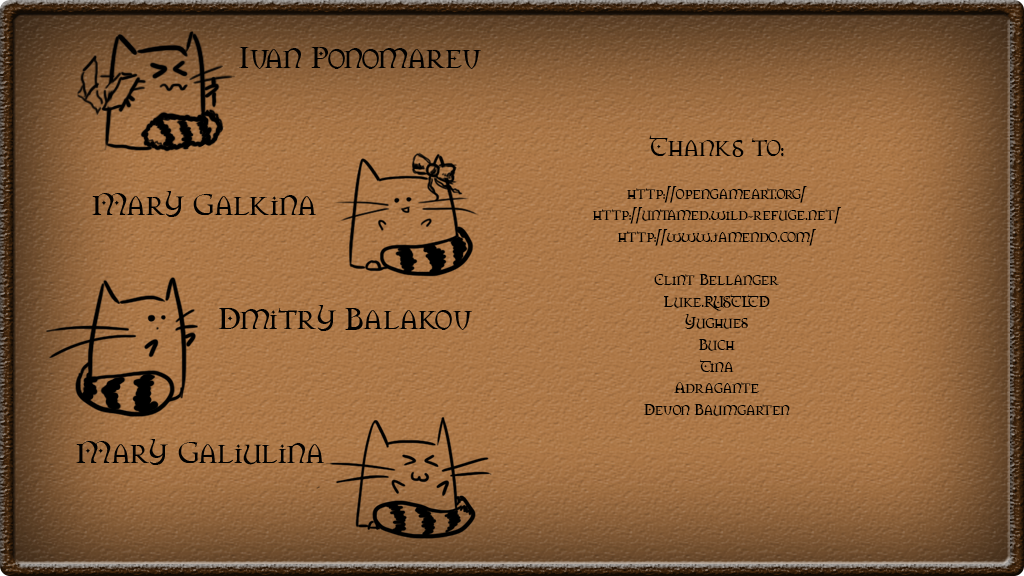 Ivan Ponomarev
Mary Galkina
Dmitry Balakov
Mary Galiulina
Thanks to:
http://opengameart.org/
http://untamed.wild-refuge.net/
http://www.jamendo.com/
Clint Bellanger
Luke.RUSTLTD
Yughues
Buch
Tina
Adragante
Devon Baumgarten